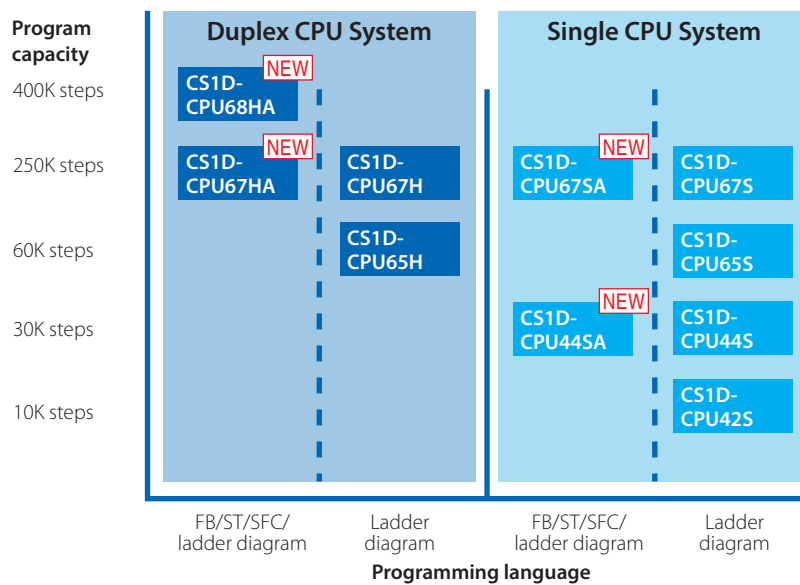 Program
capacity
Duplex CPU System
Single CPU System
400K steps
CS1D-
CPU68HA
NEW
250K steps
CS1D-
CPU67HA
NEW
CS1D-
CPU67H
CS1D-
CPU67SA
NEW
CS1D-
CPU67S
60K steps
CS1D-
CPU65H
CS1D-
CPU65S
30K steps
CS1D-
CPU44SA
NEW
CS1D-
CPU44S
10K steps
CS1D-
CPU42S
FB/ST/SFC/
ladder diagram
Ladder
diagram
FB/ST/SFC/
ladder diagram
Ladder
diagram
Programming language